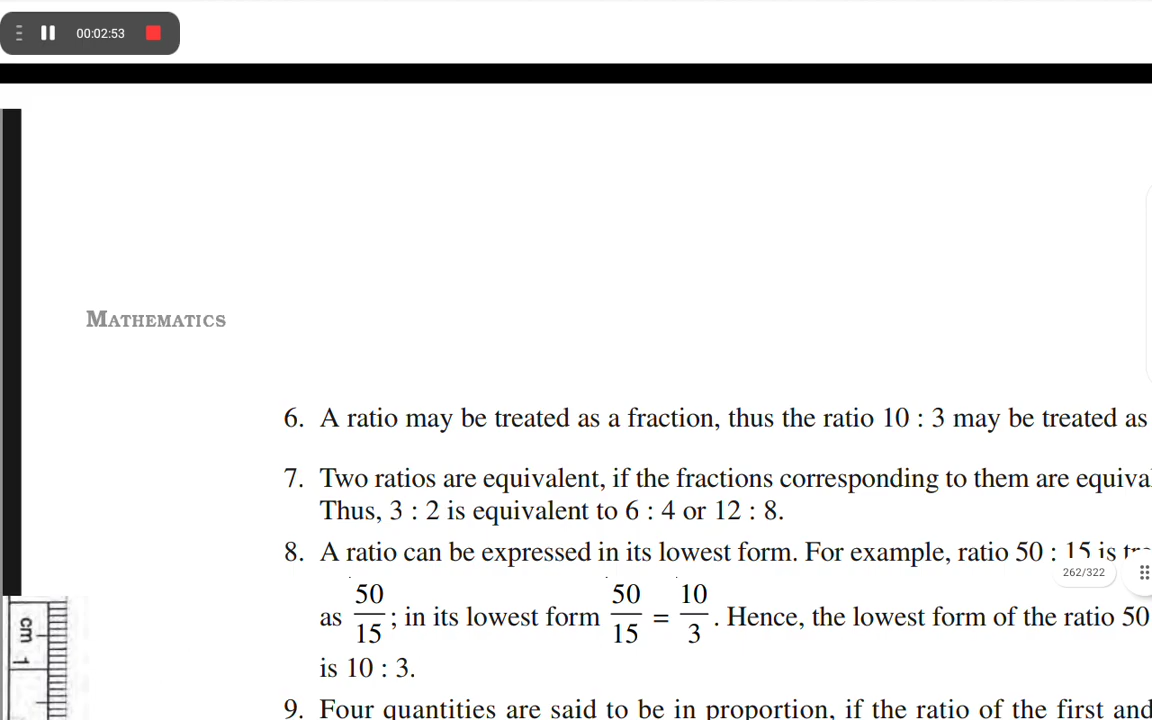 00:02:53
MATHEMATICS
6. A ratio may be treated as a fraction, thus the ratio 10 : 3 may be treated as
7. Two ratios are equivalent, if the fractions corresponding to them are equiva
Thus, 3 : 2 is equivalent to 6 : 4 or 12 : 8.
8. A ratio can be expressed in its lowest form. For example, ratio 50 : 15 is
262/322
as 50/15 ; in its lowest form 50/15 = 10/3 . Hence, the lowest form of the ratio 50
is 10 : 3.
cm 1
9. Four quantities are said to be in proportion, if the ratio of the first and